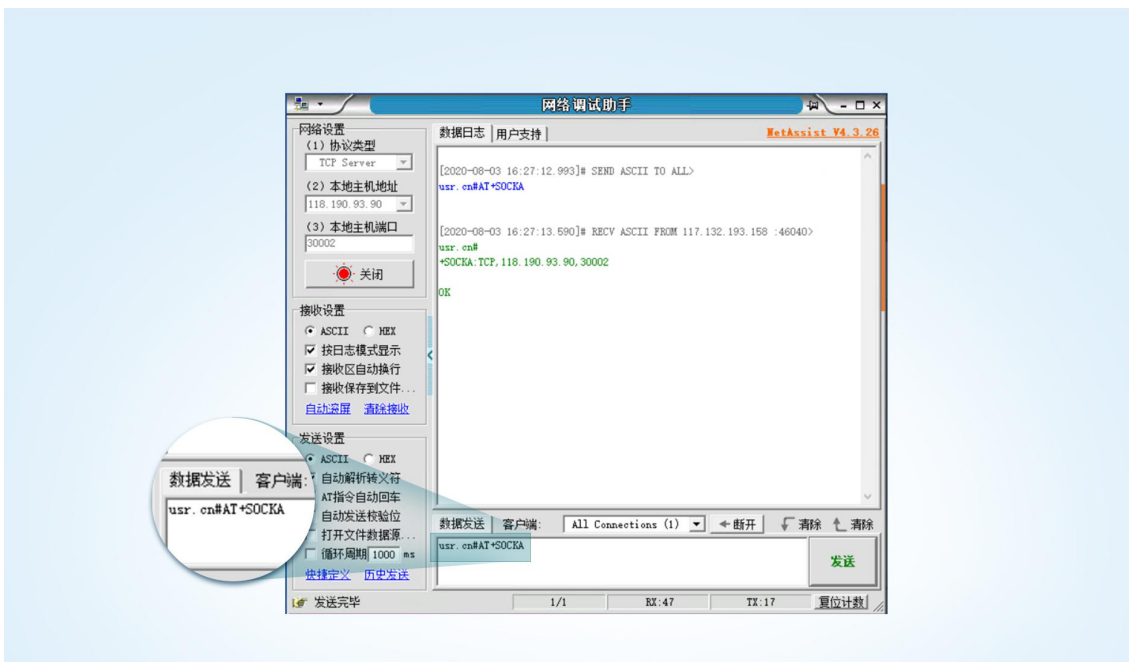 网络调试助手
网络设置
(1) 协议类型
TCP Server
(2) 本地主机地址
118.190.93.90
(3) 本地主机端口
30002
关闭
接收设置
ASCII HEX
按日志模式显示
接收区自动换行
接收保存到文件...
自动滚屏 清除接收
发送设置
ASCII HEX
自动解析转义符
AT指令自动回车
自动发送校验位
打开文件数据源...
循环周期 1000 ms
快捷定义 历史发送
数据日志 用户支持 NetAssist V4.3.26
[2020-08-03 16:27:12.993]# SEND ASCII TO ALL>
usr.cn#AT+SOCKA
[2020-08-03 16:27:13.590]# RECV ASCII FROM 117.132.193.158 :46040>
usr.cn#
+SOCKA:TCP,118.190.93.90,30002
OK
数据发送 客户端: All Connections (1) 断开 清除 清除
usr.cn#AT+SOCKA
发送
数据发送 客户端:
usr.cn#AT+SOCKA
发送完毕 1/1 RX:47 TX:17 复位计数